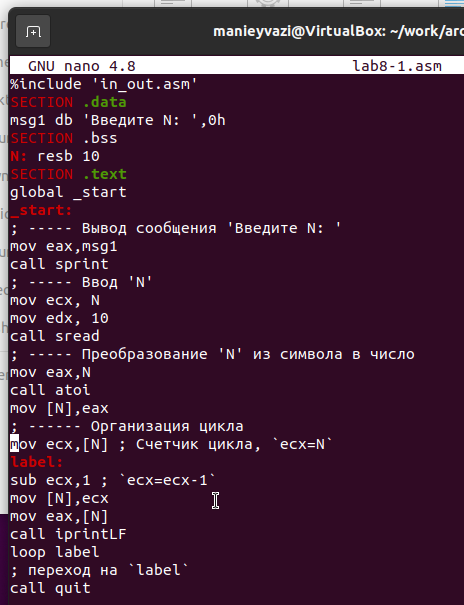 manieyvazi@VirtualBox: ~/work/arc
GNU nano 4.8 lab8-1.asm
%include 'in_out.asm'
SECTION .data
msg1 db 'Введите N: ',0h
SECTION .bss
N: resb 10
SECTION .text
global _start
_start:
; ----- Вывод сообщения 'Введите N: '
mov eax,msg1
call sprint
; ----- Ввод 'N'
mov ecx, N
mov edx, 10
call sread
; ----- Преобразование 'N' из символа в число
mov eax,N
call atoi
mov [N],eax
; ------ Организация цикла
mov ecx,[N] ; Счетчик цикла, `ecx=N`
label:
sub ecx,1 ; `ecx=ecx-1`
mov [N],ecx
mov eax,[N]
call iprintLF
loop label
; переход на `label`
call quit